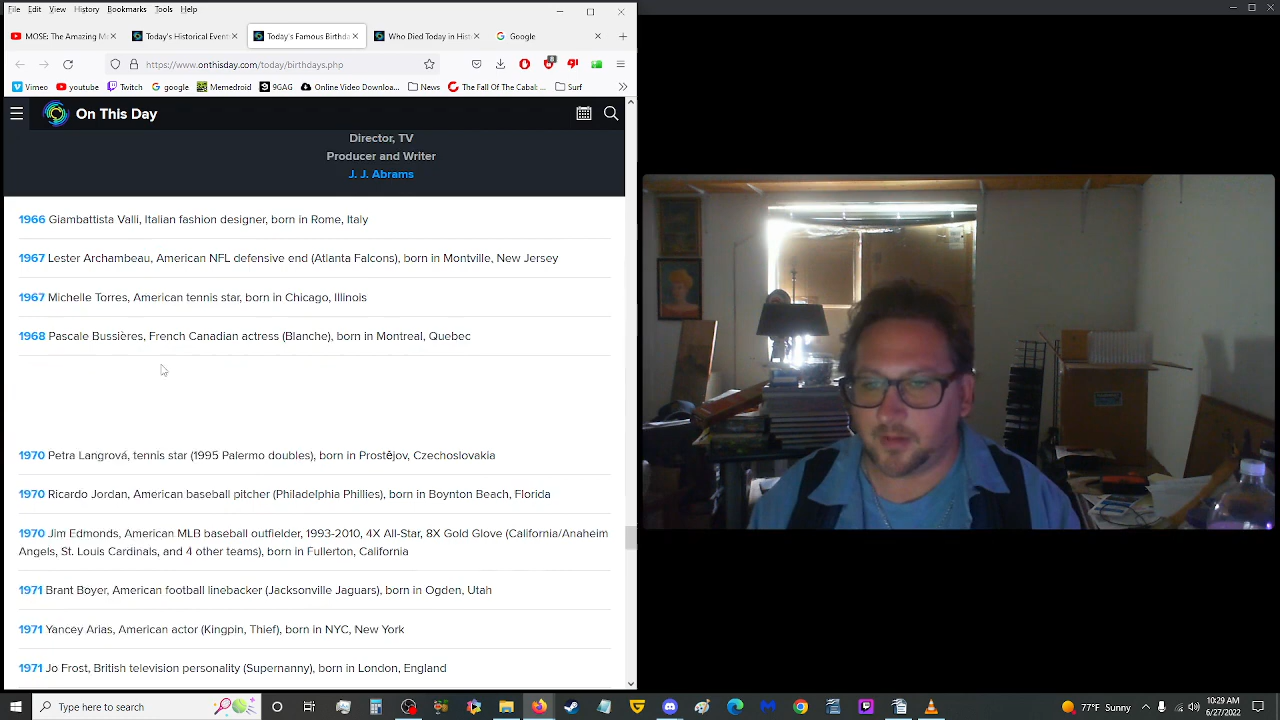 File Edit View History Bookmarks Tools Help
MOSE: The Amazing M
Today's Historical Event
Today's Famous Birthda
Who Died Today in Hist
Google
https://www.onthisday.com/today/birthdays.php
Vimeo youtube Twitch google Memedroid 9GAG Online Video Downloa... News The Fall Of The Cabal: ... Surf
On This Day
Director, TV
Producer and Writer
J. J. Abrams
1966 Giambattista Valli, Italian fashion designer, born in Rome, Italy
1967 Lester Archambeau, American NFL defensive end (Atlanta Falcons), born in Montville, New Jersey
1967 Michelle Torres, American tennis star, born in Chicago, Illinois
1968 Pascale Bussières, French Canadian actress (Blanche), born in Montreal, Quebec
1970 Petra Langrová, tennis star (1995 Palermo doubles), born in Prostějov, Czechoslovakia
1970 Ricardo Jordan, American baseball pitcher (Philadelphia Phillies), born in Boynton Beach, Florida
1970 Jim Edmonds, American MLB baseball outfielder, 1993-2010, 4X All-Star, 8X Gold Glove (California/Anaheim
Angels, St. Louis Cardinals, and 4 other teams), born in Fullerton, California
1971 Brant Boyer, American football linebacker (Jacksonville Jaguars), born in Ogden, Utah
1971 Yancey Arias, American actor (Kingpin, Thief), born in NYC, New York
1971 Jo Frost, British television personality (Supernanny), born in London, England
Type here to search
77°F Sunny
10:29 AM
6/27/2022